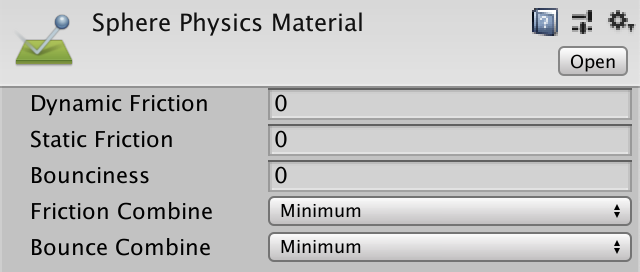 Sphere Physics Material
Open
Dynamic Friction 0
Static Friction 0
Bounciness 0
Friction Combine Minimum
Bounce Combine Minimum